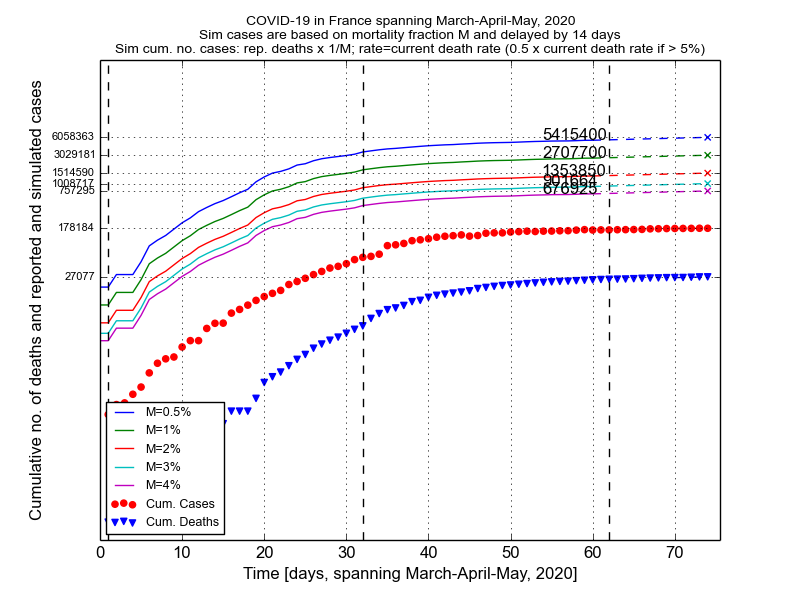 COVID-19 in France spanning March-April-May, 2020
Sim cases are based on mortality fraction M and delayed by 14 days
Sim cum. no. cases: rep. deaths x 1/M; rate=current death rate (0.5 x current death rate if > 5%)
Cumulative no. of deaths and reported and simulated cases
6058363
3029181
1514590
1008717
757295
178184
27077
5415400
2707700
1353850
901664
676925
M=0.5%
M=1%
M=2%
M=3%
M=4%
Cum. Cases
Cum. Deaths
0 10 20 30 40 50 60 70
Time [days, spanning March-April-May, 2020]